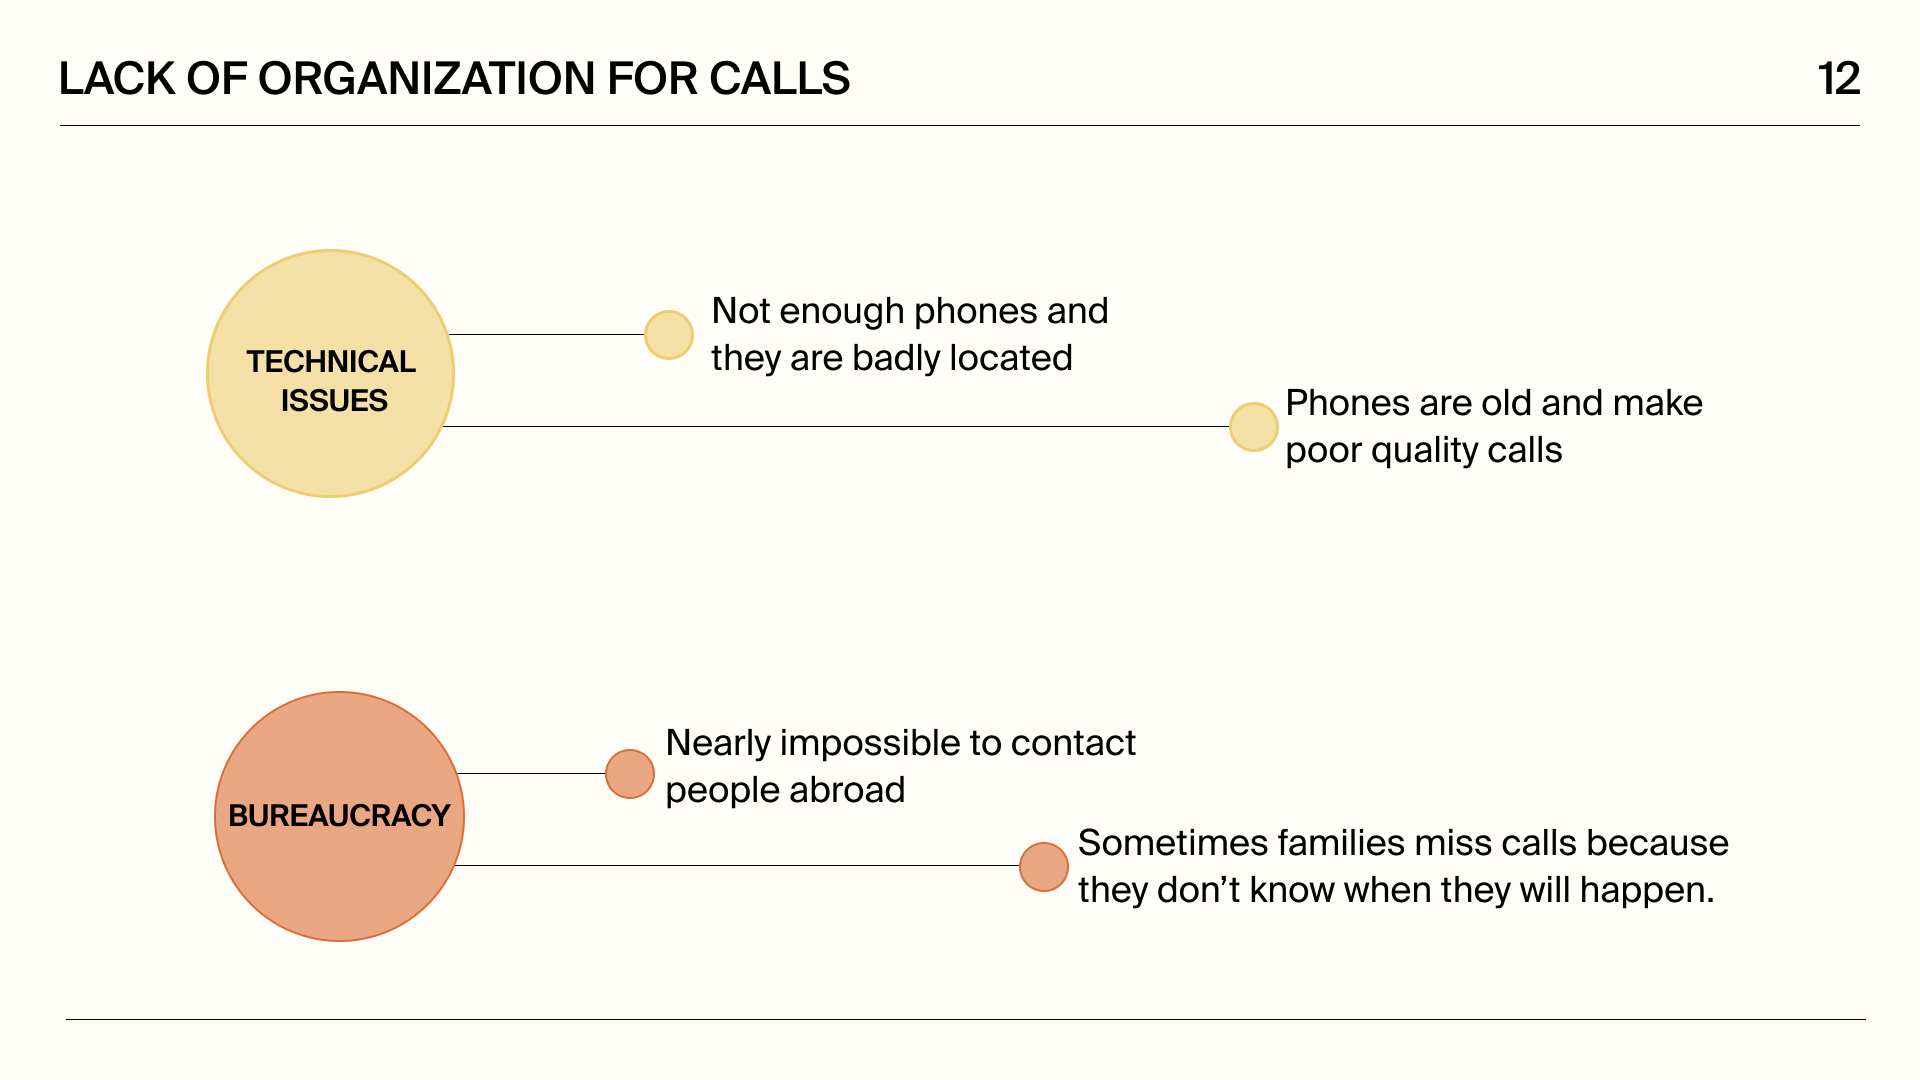 LACK OF ORGANIZATION FOR CALLS
12
TECHNICAL
ISSUES
Not enough phones and
they are badly located
Phones are old and make
poor quality calls
BUREAUCRACY
Nearly impossible to contact
people abroad
Sometimes families miss calls because
they don’t know when they will happen.